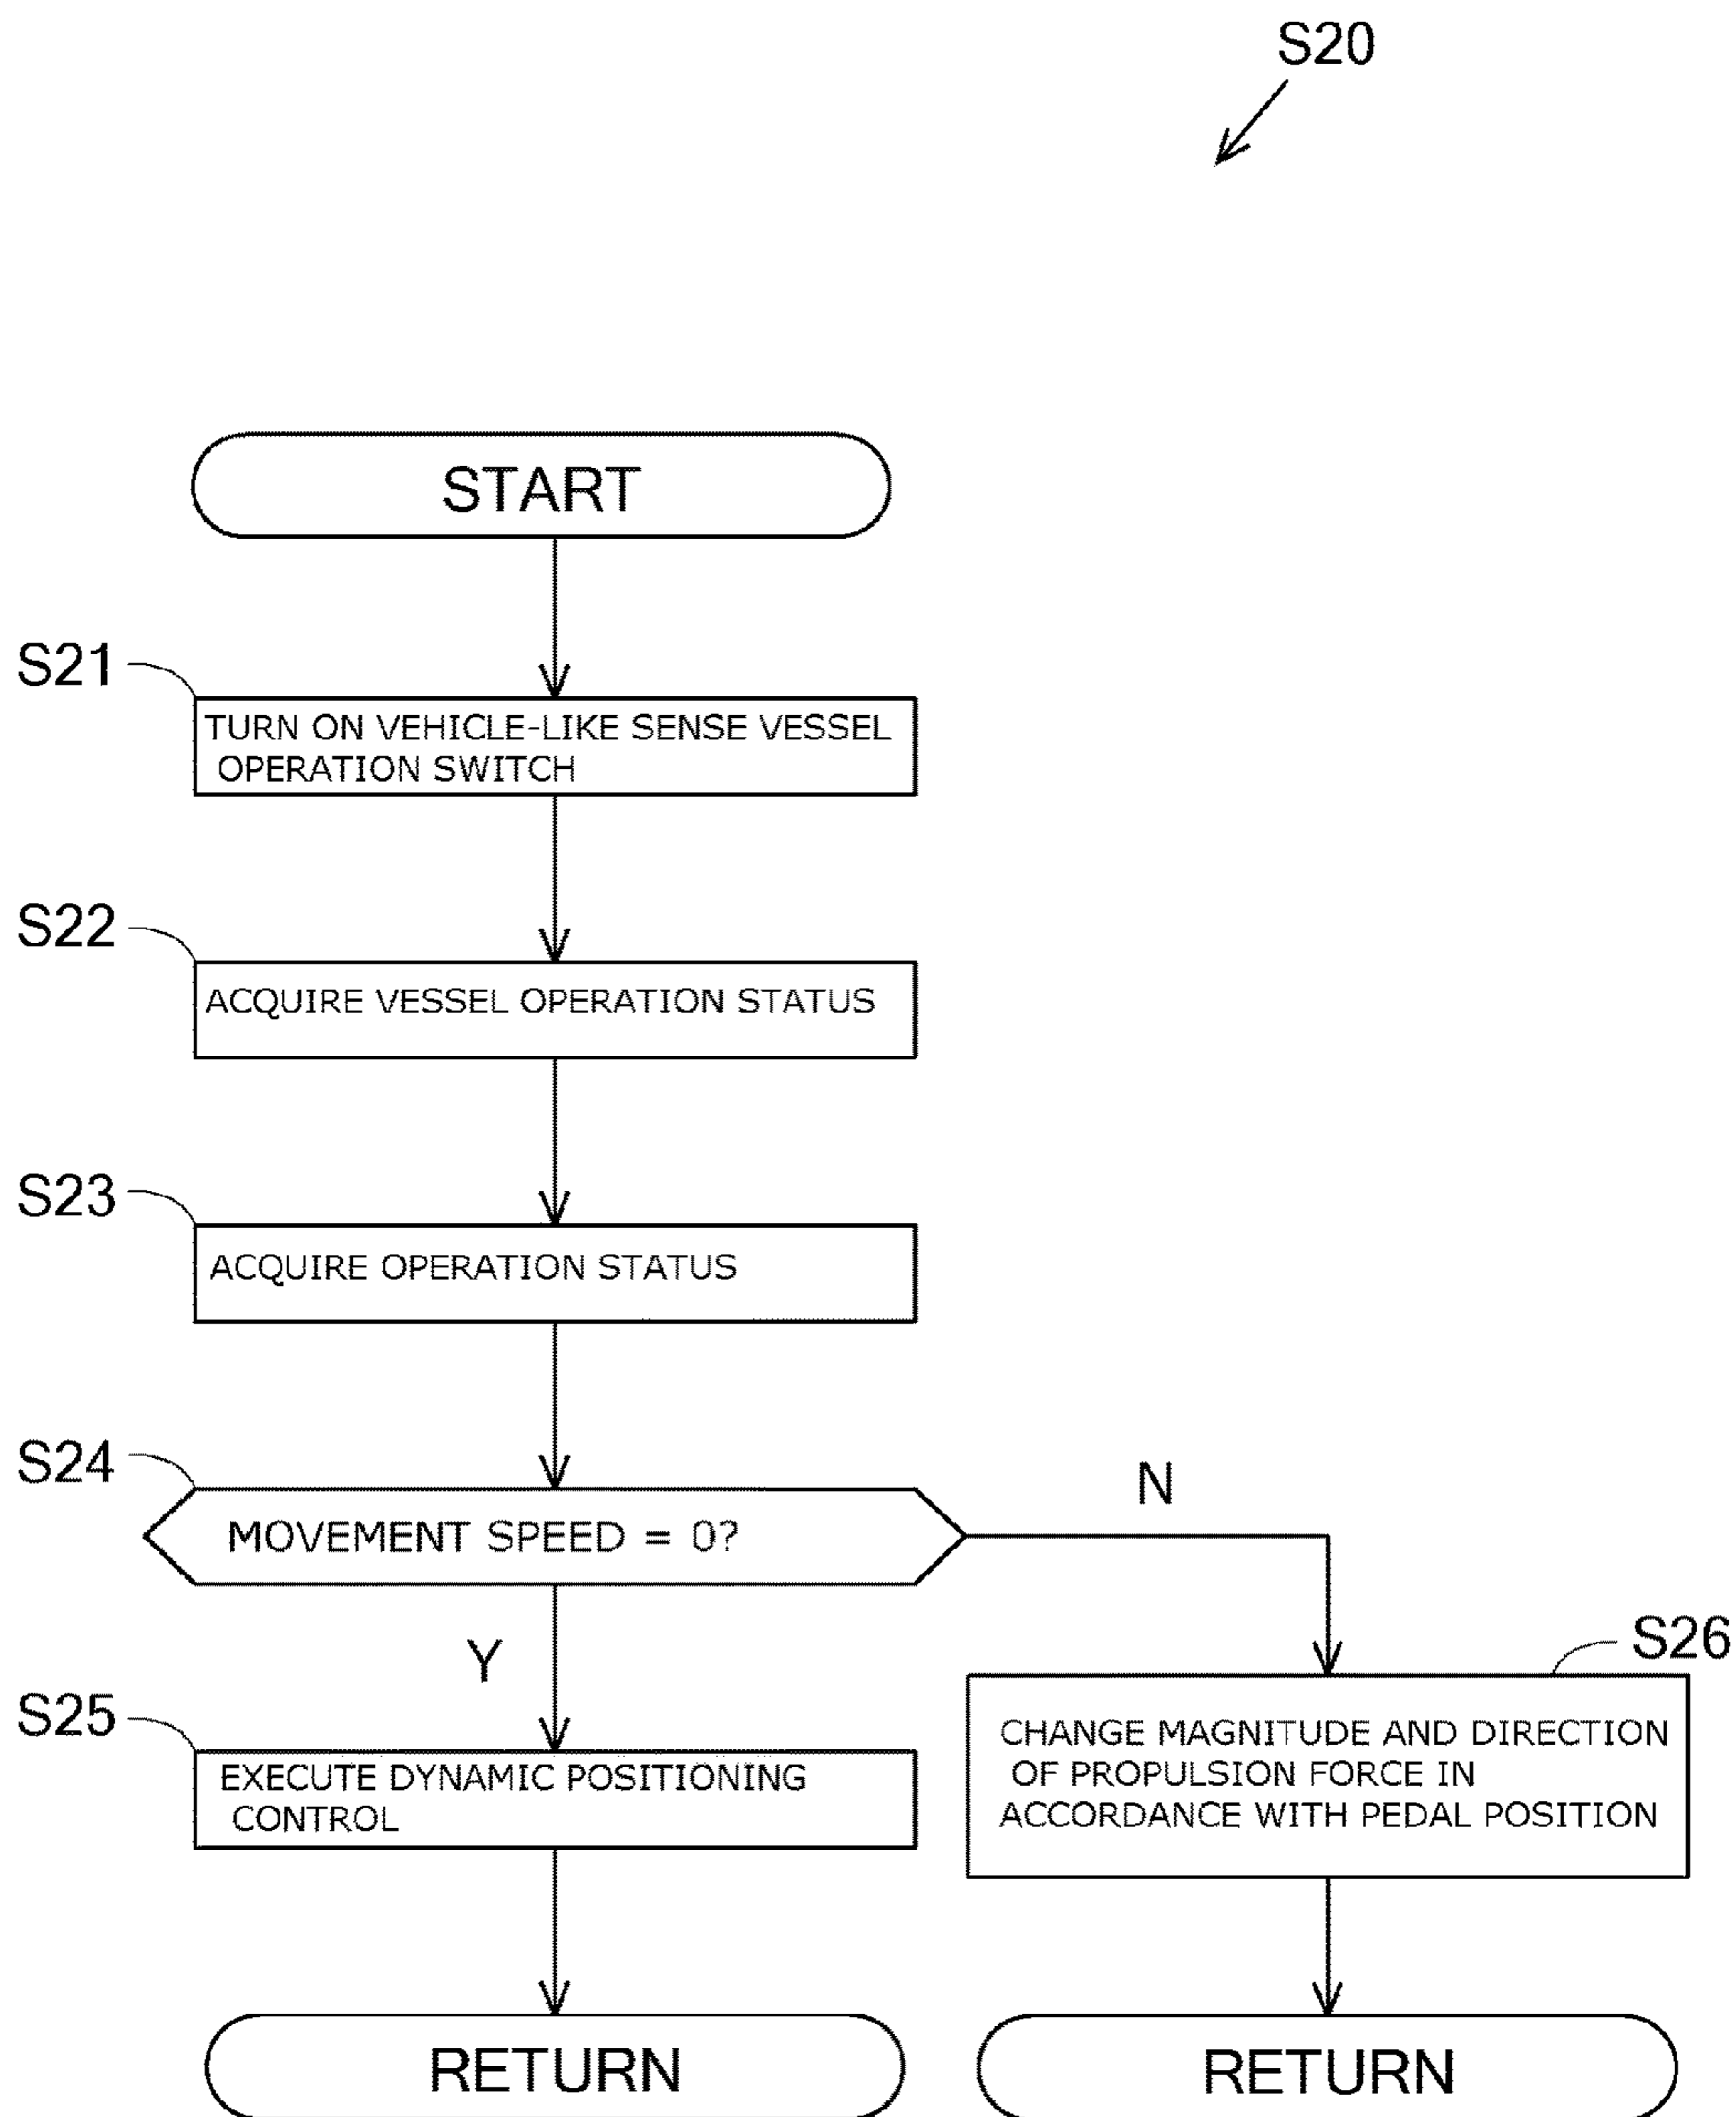 S20
START
S21
TURN ON VEHICLE-LIKE SENSE VESSEL
OPERATION SWITCH
S22
ACQUIRE VESSEL OPERATION STATUS
S23
ACQUIRE OPERATION STATUS
S24
MOVEMENT SPEED = 0?
N
Y
S25
EXECUTE DYNAMIC POSITIONING
CONTROL
S26
CHANGE MAGNITUDE AND DIRECTION
OF PROPULSION FORCE IN
ACCORDANCE WITH PEDAL POSITION
RETURN
RETURN